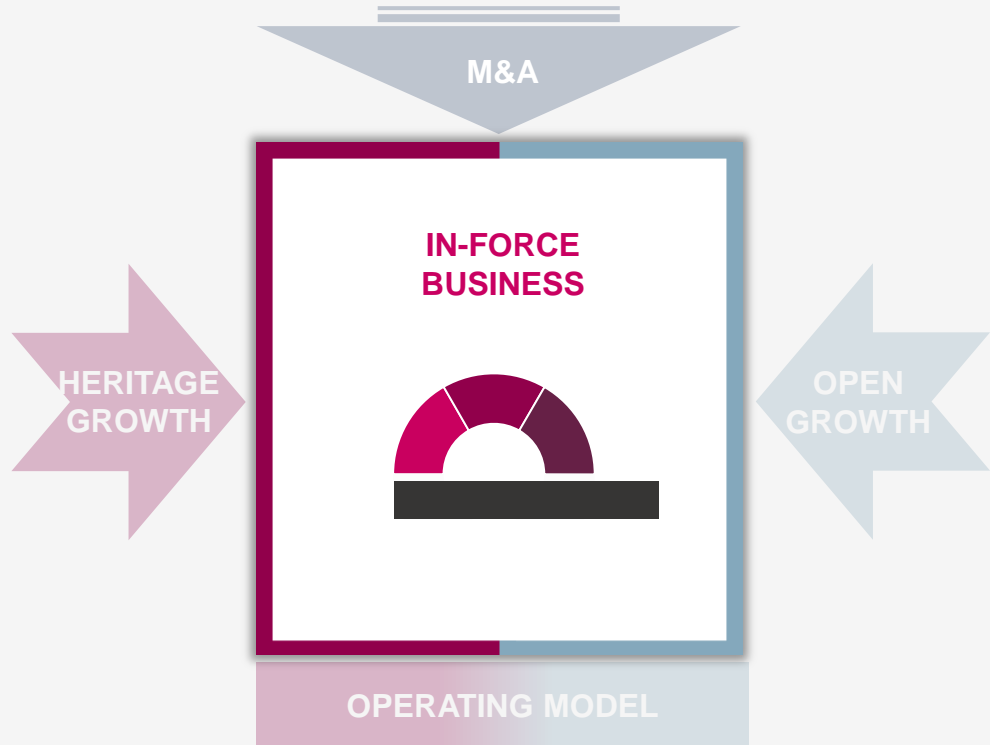 M&A
IN-FORCE
BUSINESS
HERITAGE
GROWTH
OPEN
GROWTH
OPERATING MODEL